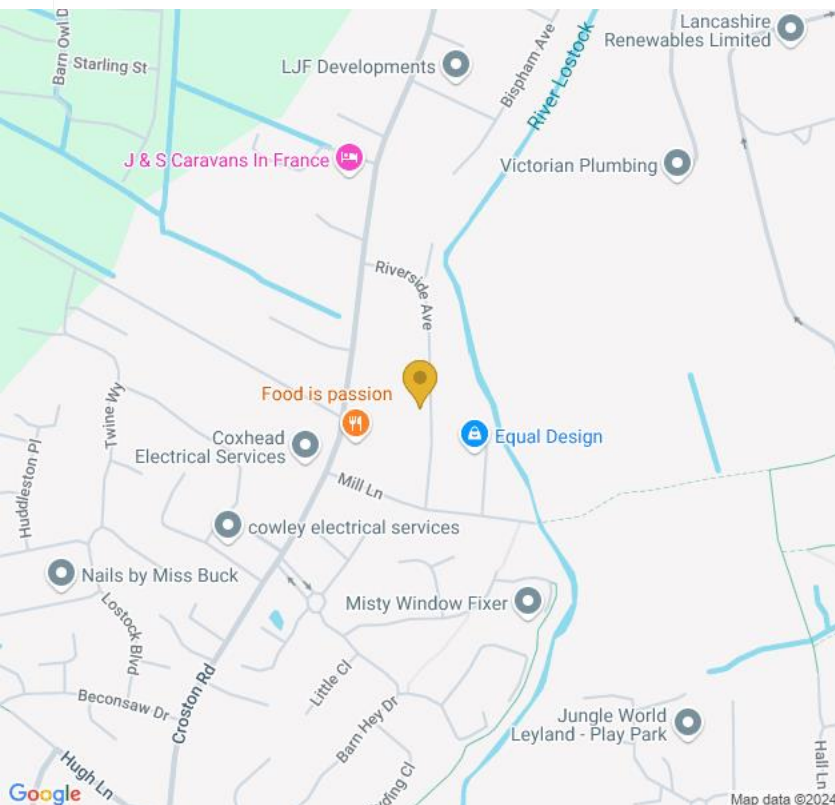 Lancashire
Renewables Limited
Barn Owl D
Starling St
LJF Developments
Bispham Ave
River Lostock
J & S Caravans In France
Victorian Plumbing
Riverside Ave
Food is passion
Twine Wy
Coxhead
Electrical Services
Equal Design
Huddleston Pl
Mill Ln
cowley electrical services
Nails by Miss Buck
Misty Window Fixer
Lostock Blvd
Little Cl
Beconsaw Dr
Croston Rd
Barn Hey Dr
Jungle World
Leyland - Play Park
Hugh Ln
Hall Ln
rding Cl
Google
Map data ©2024